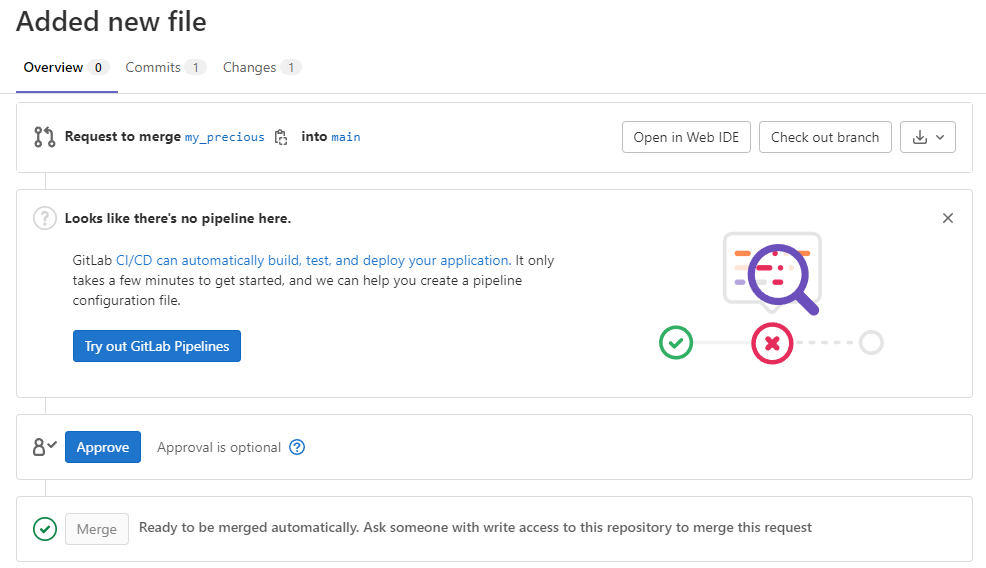 Added new file
Overview 0 Commits 1 Changes 1
Request to merge my_precious into main Open in Web IDE Check out branch
Looks like there's no pipeline here.
GitLab CI/CD can automatically build, test, and deploy your application. It only
takes a few minutes to get started, and we can help you create a pipeline
configuration file.
Try out GitLab Pipelines
Approve Approval is optional
Merge Ready to be merged automatically. Ask someone with write access to this repository to merge this request